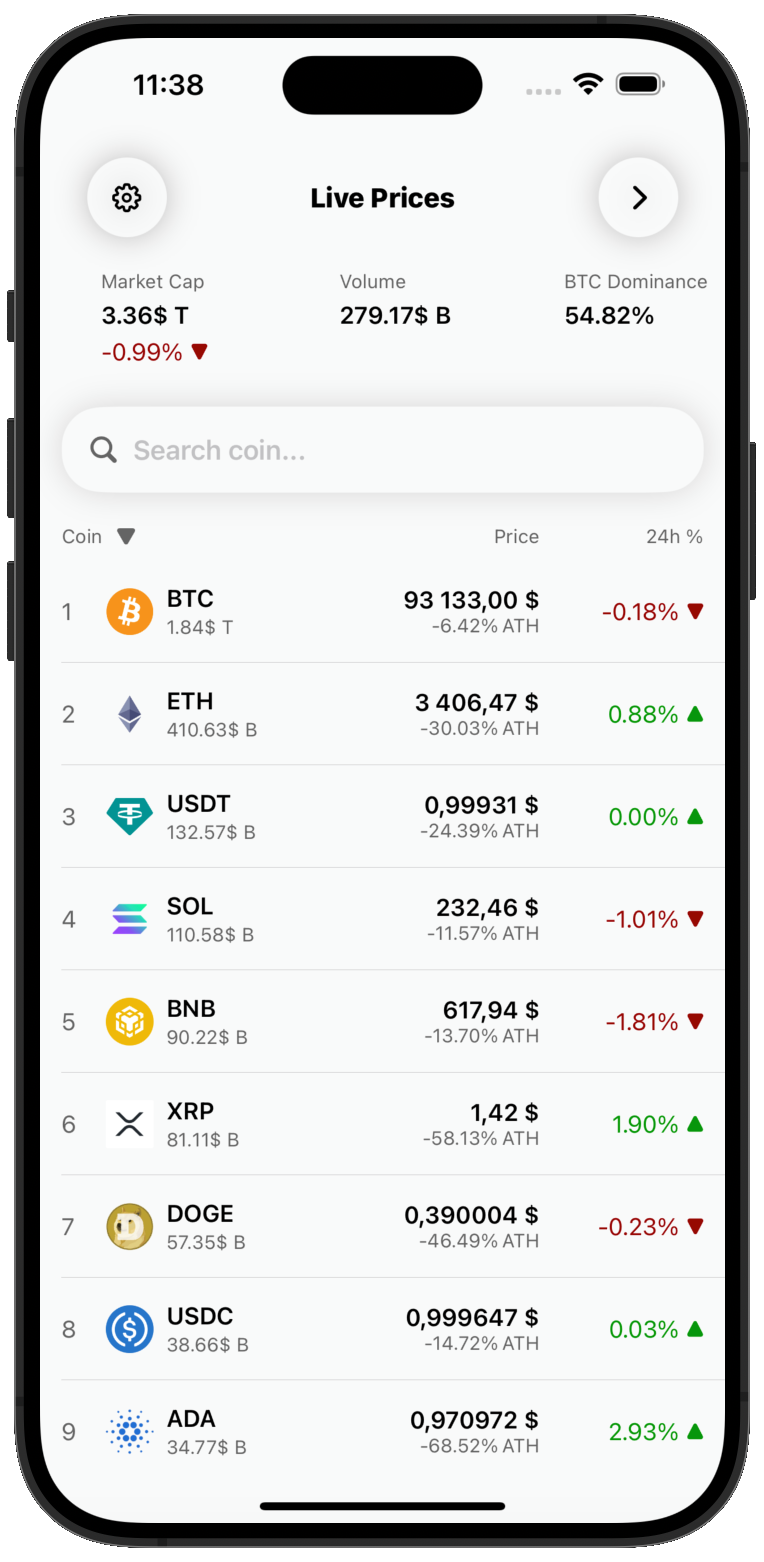 11:38
Live Prices
Market Cap Volume BTC Dominance
3.36$ T 279.17$ B 54.82%
-0.99% ▼
Search coin...
Coin ▼ Price 24h %
1 BTC 93 133,00 $ -0.18% ▼
1.84$ T -6.42% ATH
2 ETH 3 406,47 $ 0.88% ▲
410.63$ B -30.03% ATH
3 USDT 0,99931 $ 0.00% ▲
132.57$ B -24.39% ATH
4 SOL 232,46 $ -1.01% ▼
110.58$ B -11.57% ATH
5 BNB 617,94 $ -1.81% ▼
90.22$ B -13.70% ATH
6 XRP 1,42 $ 1.90% ▲
81.11$ B -58.13% ATH
7 DOGE 0,390004 $ -0.23% ▼
57.35$ B -46.49% ATH
8 USDC 0,999647 $ 0.03% ▲
38.66$ B -14.72% ATH
9 ADA 0,970972 $ 2.93% ▲
34.77$ B -68.52% ATH